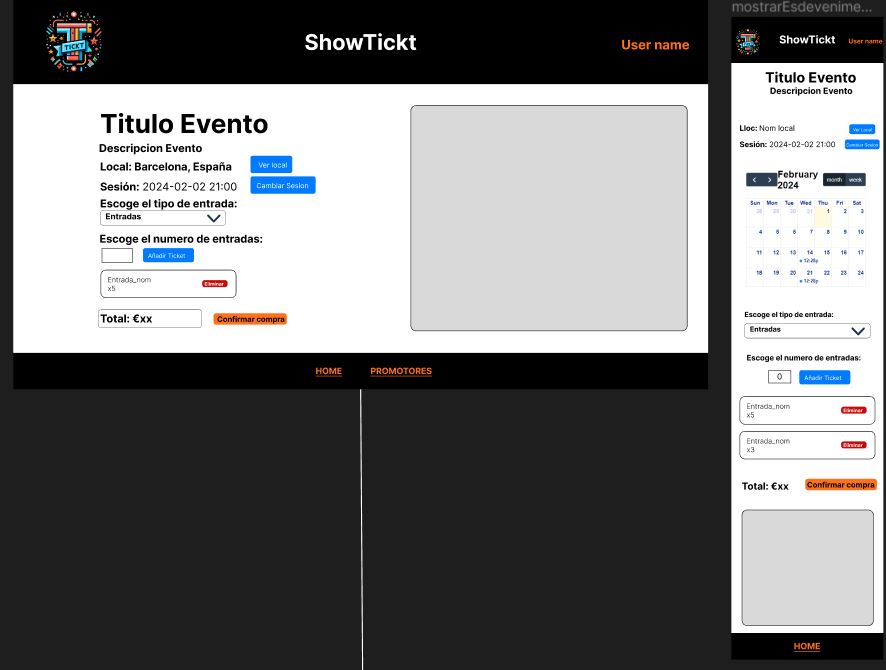 TICKT
ShowTickt
User name
Titulo Evento
Descripcion Evento
Local: Barcelona, España
Ver local
Sesión: 2024-02-02 21:00
Cambiar Sesion
Escoge el tipo de entrada:
Entradas
Escoge el numero de entradas:
Añadir Ticket
Entrada_nom
x5
Eliminar
Total: €xx
Confirmar compra
HOME
PROMOTORES
mostrarEsdevenime...
ShowTickt
User name
Titulo Evento
Descripcion Evento
Lloc: Nom local
Ver Local
Sesión: 2024-02-02 21:00
Cambiar Sesion
February
2024
month
week
Sun Mon Tue Wed Thu Fri Sat
28 29 30 31 1 2 3
4 5 6 7 8 9 10
11 12 13 14 15 16 17
12:28p
18 19 20 21 22 23 24
12:28p
Escoge el tipo de entrada:
Entradas
Escoge el numero de entradas:
0
Añadir Ticket
Entrada_nom
x5
Eliminar
Entrada_nom
x3
Eliminar
Total: €xx
Confirmar compra
HOME